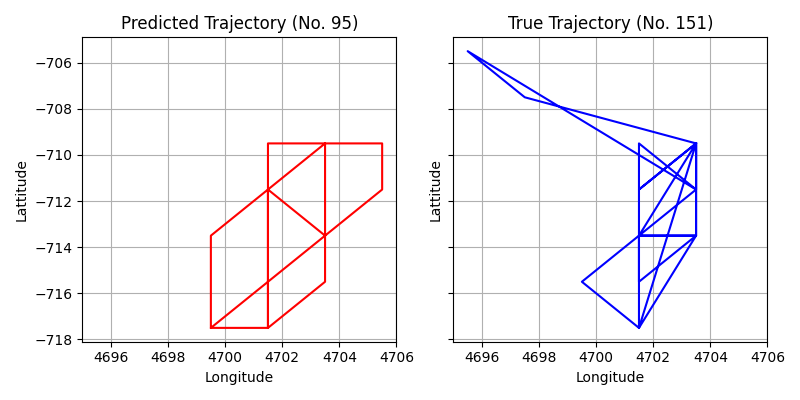 Predicted Trajectory (No. 95)
True Trajectory (No. 151)
Lattitude
−706
−708
−710
−712
−714
−716
−718
4696 4698 4700 4702 4704 4706
Longitude
Lattitude
4696 4698 4700 4702 4704 4706
Longitude